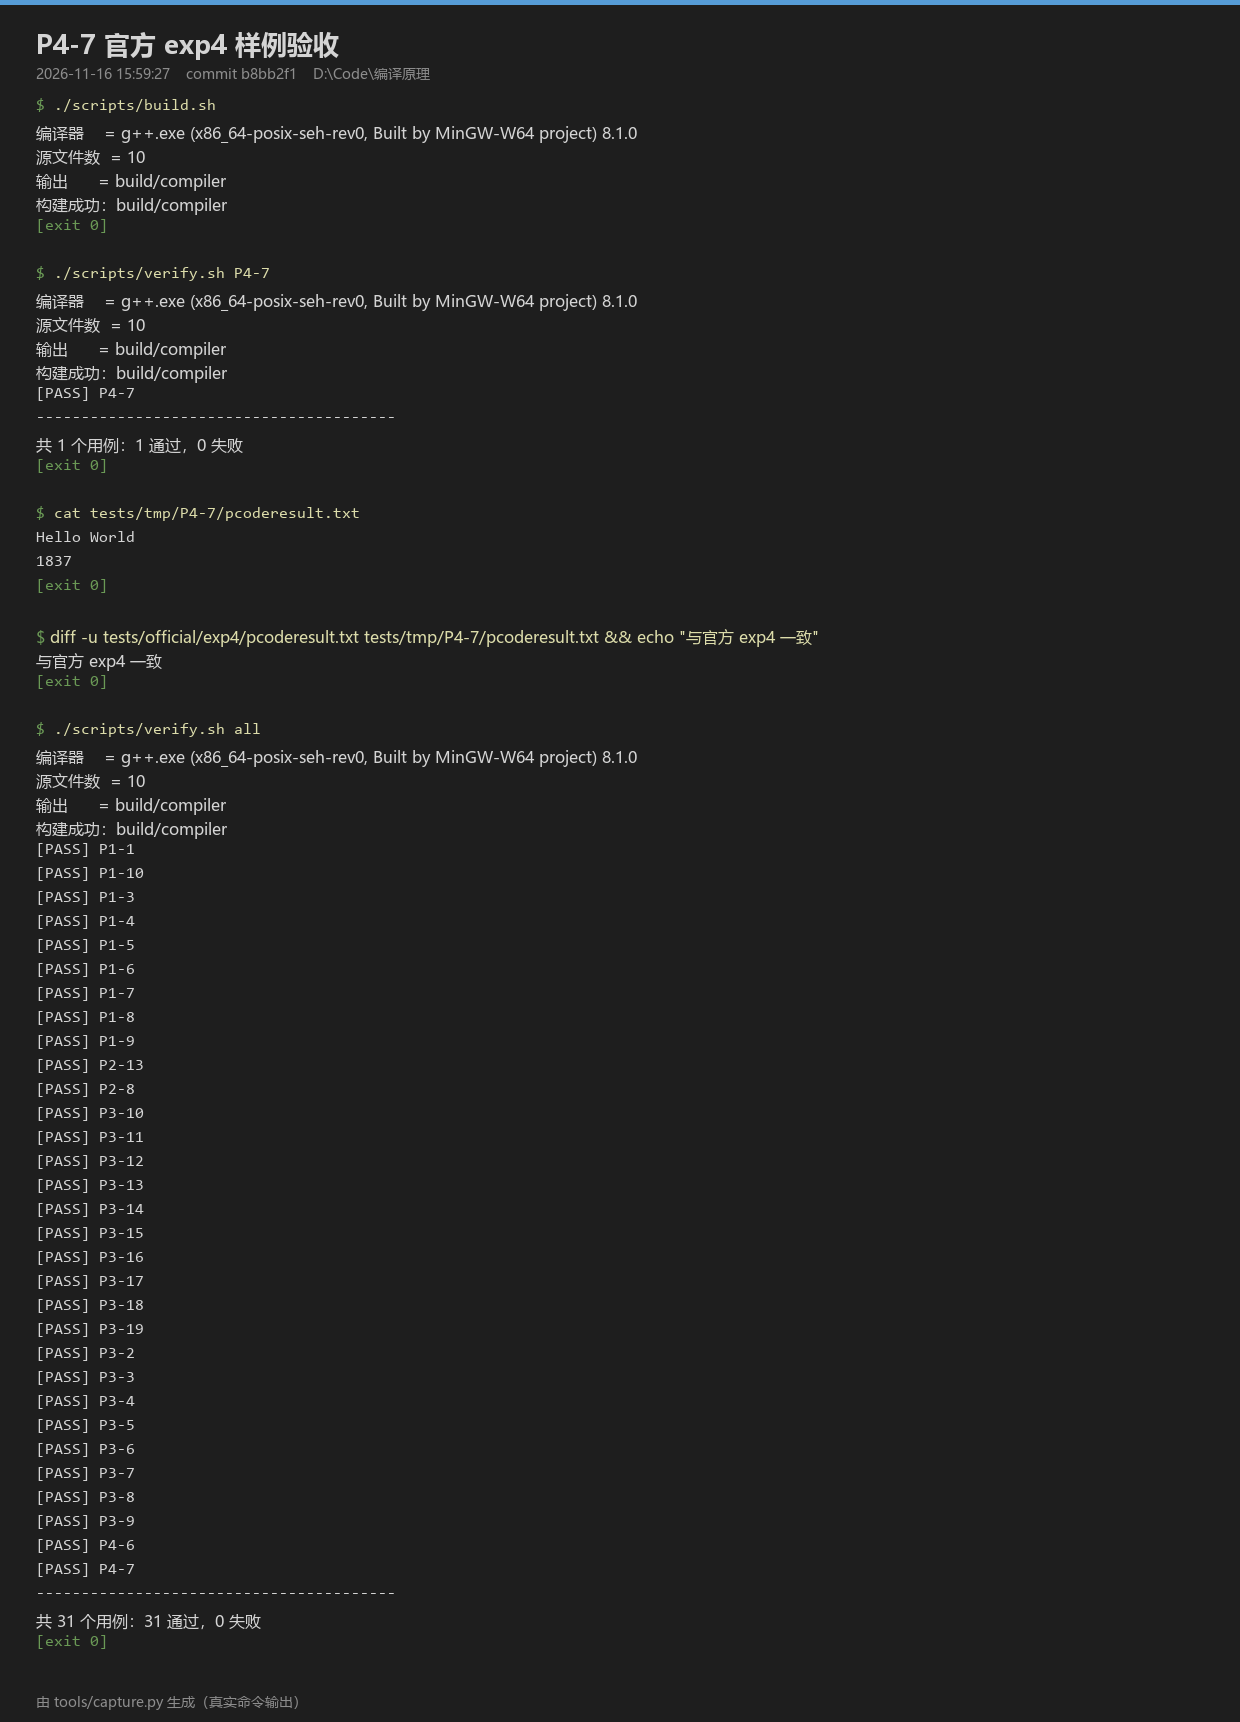 P4-7 官方 exp4 样例验收
2026-11-16 15:59:27 commit b8bb2f1 D:\Code\编译原理
$ ./scripts/build.sh
编译器 = g++.exe (x86_64-posix-seh-rev0, Built by MinGW-W64 project) 8.1.0
源文件数 = 10
输出 = build/compiler
构建成功：build/compiler
[exit 0]
$ ./scripts/verify.sh P4-7
编译器 = g++.exe (x86_64-posix-seh-rev0, Built by MinGW-W64 project) 8.1.0
源文件数 = 10
输出 = build/compiler
构建成功：build/compiler
[PASS] P4-7
----------------------------------------
共 1 个用例：1 通过，0 失败
[exit 0]
$ cat tests/tmp/P4-7/pcoderesult.txt
Hello World
1837
[exit 0]
$ diff -u tests/official/exp4/pcoderesult.txt tests/tmp/P4-7/pcoderesult.txt && echo "与官方 exp4 一致"
与官方 exp4 一致
[exit 0]
$ ./scripts/verify.sh all
编译器 = g++.exe (x86_64-posix-seh-rev0, Built by MinGW-W64 project) 8.1.0
源文件数 = 10
输出 = build/compiler
构建成功：build/compiler
[PASS] P1-1
[PASS] P1-10
[PASS] P1-3
[PASS] P1-4
[PASS] P1-5
[PASS] P1-6
[PASS] P1-7
[PASS] P1-8
[PASS] P1-9
[PASS] P2-13
[PASS] P2-8
[PASS] P3-10
[PASS] P3-11
[PASS] P3-12
[PASS] P3-13
[PASS] P3-14
[PASS] P3-15
[PASS] P3-16
[PASS] P3-17
[PASS] P3-18
[PASS] P3-19
[PASS] P3-2
[PASS] P3-3
[PASS] P3-4
[PASS] P3-5
[PASS] P3-6
[PASS] P3-7
[PASS] P3-8
[PASS] P3-9
[PASS] P4-6
[PASS] P4-7
----------------------------------------
共 31 个用例：31 通过，0 失败
[exit 0]
由 tools/capture.py 生成（真实命令输出）